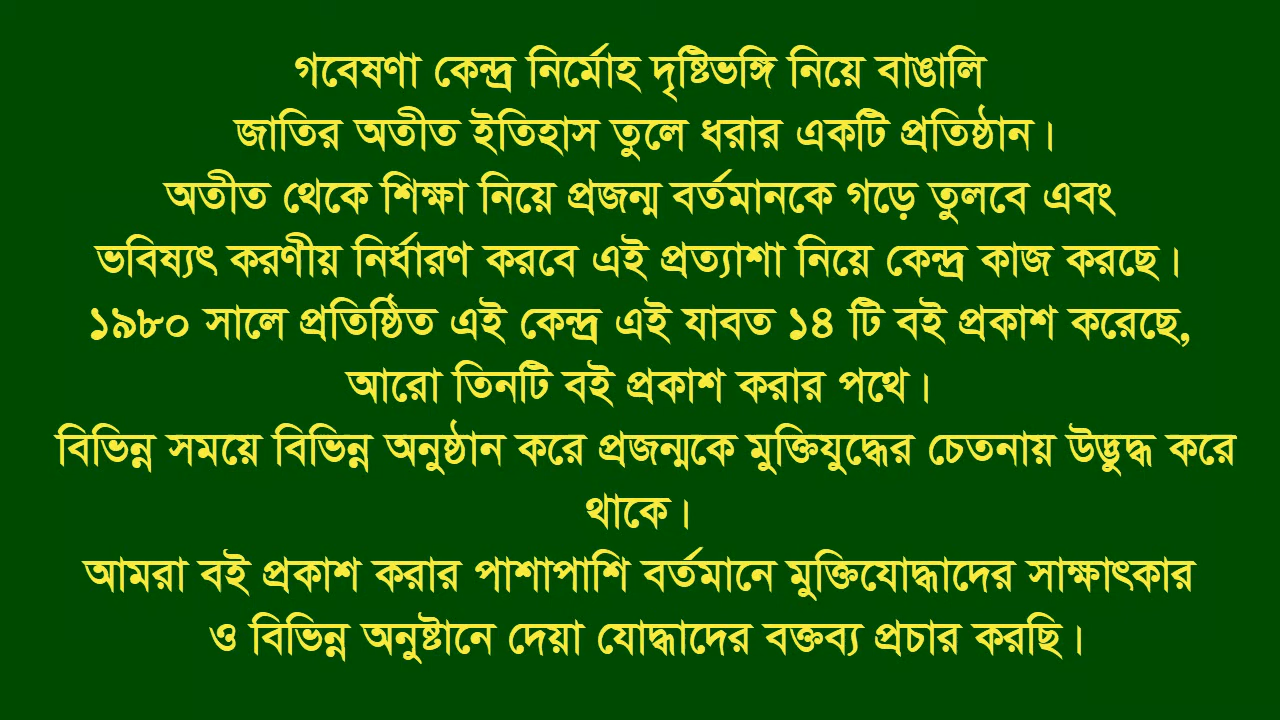 গবেষণা কেন্দ্র নির্মোহ দৃষ্টিভঙ্গি নিয়ে বাঙালি
জাতির অতীত ইতিহাস তুলে ধরার একটি প্রতিষ্ঠান।
অতীত থেকে শিক্ষা নিয়ে প্রজন্ম বর্তমানকে গড়ে তুলবে এবং
ভবিষ্যৎ করণীয় নির্ধারণ করবে এই প্রত্যাশা নিয়ে কেন্দ্র কাজ করছে।
১৯৮০ সালে প্রতিষ্ঠিত এই কেন্দ্র এই যাবত ১৪ টি বই প্রকাশ করেছে,
আরো তিনটি বই প্রকাশ করার পথে।
বিভিন্ন সময়ে বিভিন্ন অনুষ্ঠান করে প্রজন্মকে মুক্তিযুদ্ধের চেতনায় উদ্ভুদ্ধ করে
থাকে।
আমরা বই প্রকাশ করার পাশাপাশি বর্তমানে মুক্তিযোদ্ধাদের সাক্ষাৎকার
ও বিভিন্ন অনুষ্টানে দেয়া যোদ্ধাদের বক্তব্য প্রচার করছি।